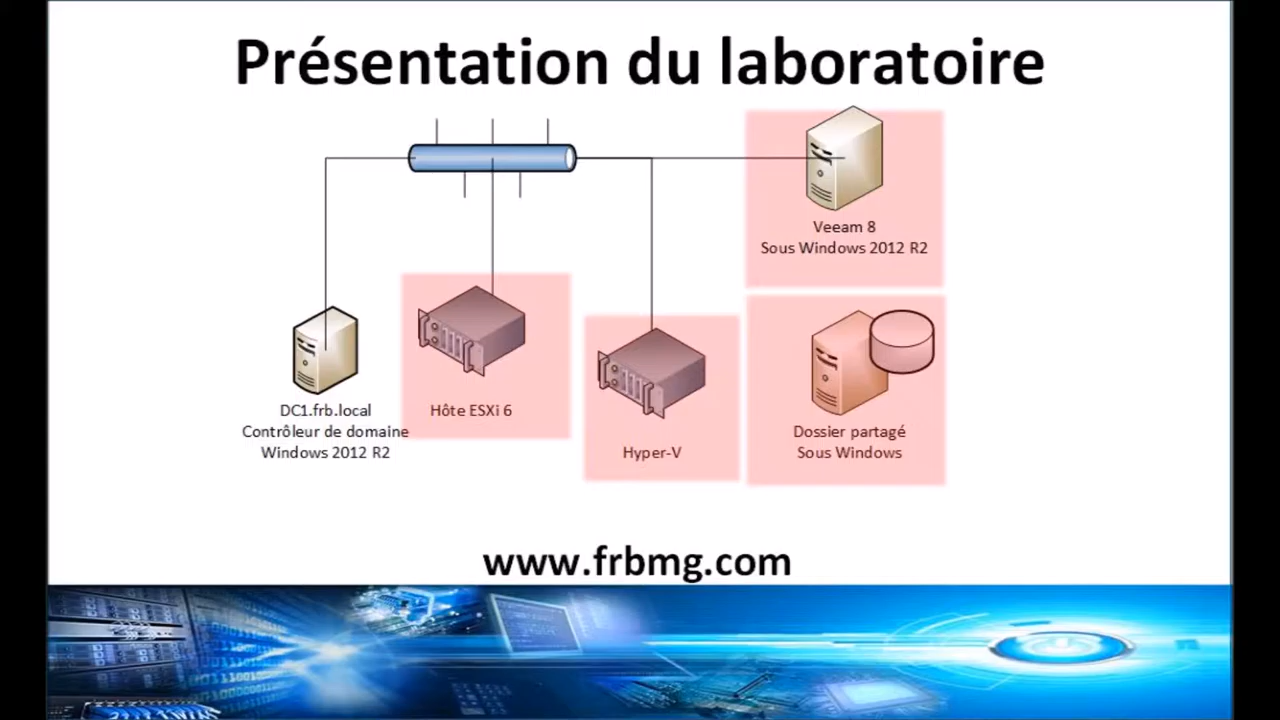 Présentation du laboratoire
Veeam 8
Sous Windows 2012 R2
DC1.frb.local
Contrôleur de domaine
Windows 2012 R2
Hôte ESXi 6
Hyper-V
Dossier partagé
Sous Windows
www.frbmg.com